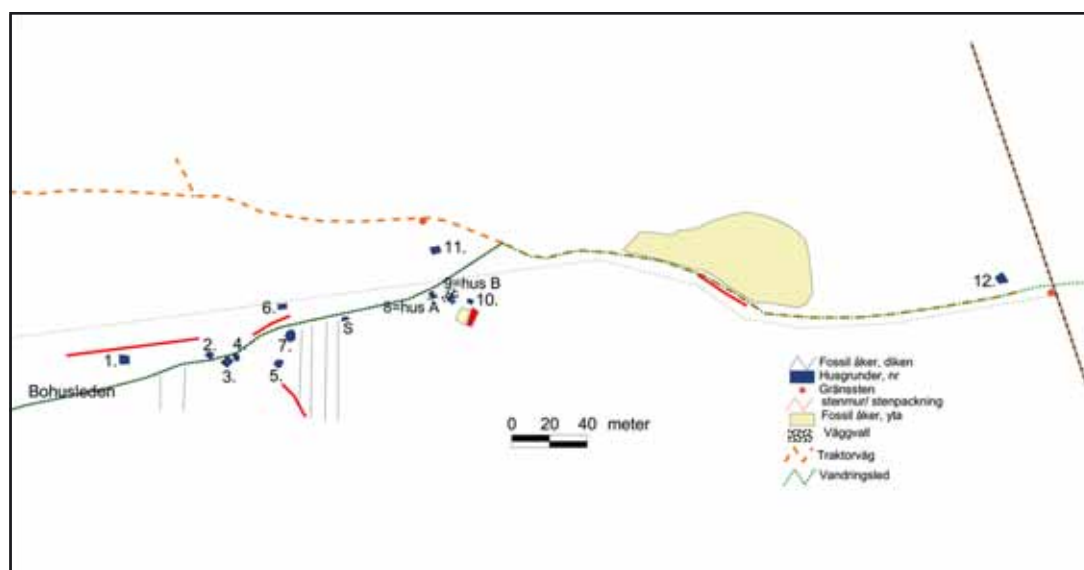 11.
9=hus B
12.
6.
8=hus A
10.
S
2.
4.
7.
1.
3.
5.
Bohusleden
0 20 40 meter
Fossil åker, diken
Husgrunder, nr
Gränssten
stenmur/ stenpackning
Fossil åker, yta
Väggvall
Traktorväg
Vandringsled